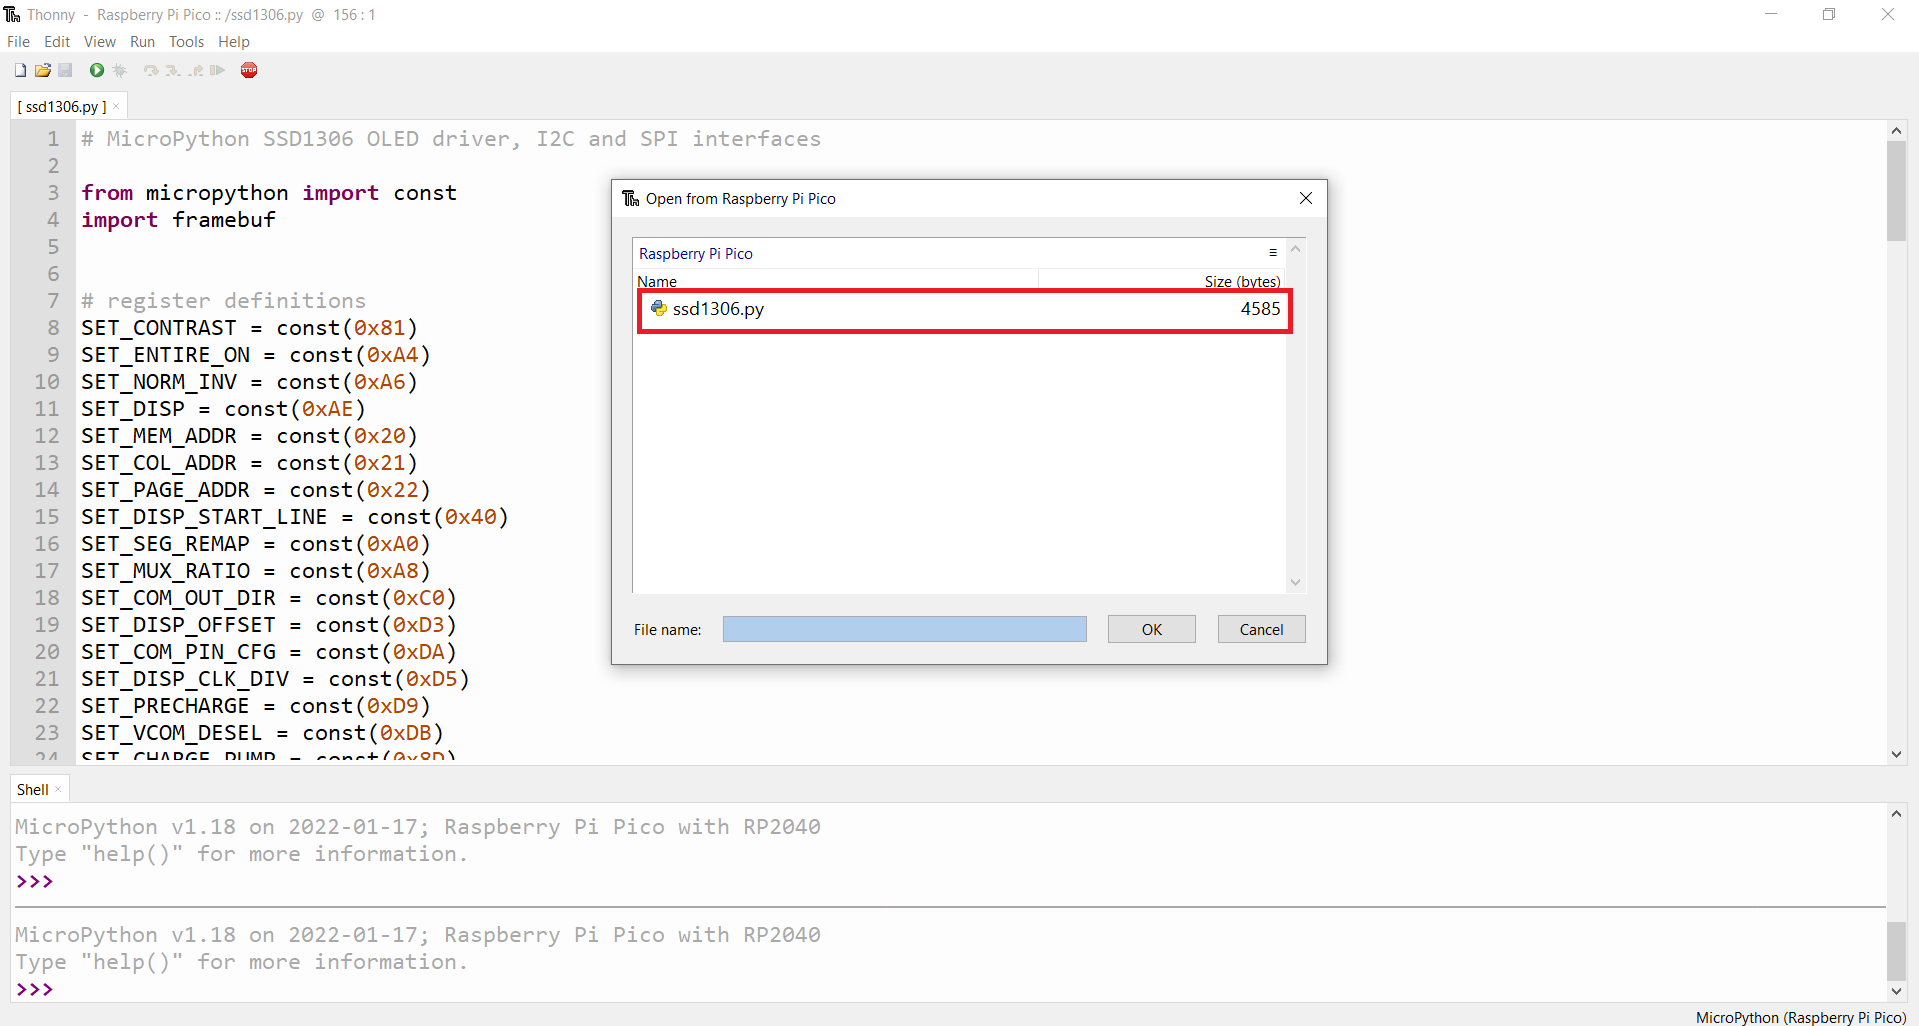 Thonny - Raspberry Pi Pico :: /ssd1306.py @ 156 : 1
File Edit View Run Tools Help
STOP
[ ssd1306.py ] ×
1 # MicroPython SSD1306 OLED driver, I2C and SPI interfaces
2
3 from micropython import const
4 import framebuf
5
6
7 # register definitions
8 SET_CONTRAST = const(0x81)
9 SET_ENTIRE_ON = const(0xA4)
10 SET_NORM_INV = const(0xA6)
11 SET_DISP = const(0xAE)
12 SET_MEM_ADDR = const(0x20)
13 SET_COL_ADDR = const(0x21)
14 SET_PAGE_ADDR = const(0x22)
15 SET_DISP_START_LINE = const(0x40)
16 SET_SEG_REMAP = const(0xA0)
17 SET_MUX_RATIO = const(0xA8)
18 SET_COM_OUT_DIR = const(0xC0)
19 SET_DISP_OFFSET = const(0xD3)
20 SET_COM_PIN_CFG = const(0xDA)
21 SET_DISP_CLK_DIV = const(0xD5)
22 SET_PRECHARGE = const(0xD9)
23 SET_VCOM_DESEL = const(0xDB)
24 SET_CHARGE_PUMP = const(0x8D)
Open from Raspberry Pi Pico
Raspberry Pi Pico
Name Size (bytes)
ssd1306.py 4585
File name: OK Cancel
Shell ×
MicroPython v1.18 on 2022-01-17; Raspberry Pi Pico with RP2040
Type "help()" for more information.
>>>
MicroPython v1.18 on 2022-01-17; Raspberry Pi Pico with RP2040
Type "help()" for more information.
>>>
MicroPython (Raspberry Pi Pico)